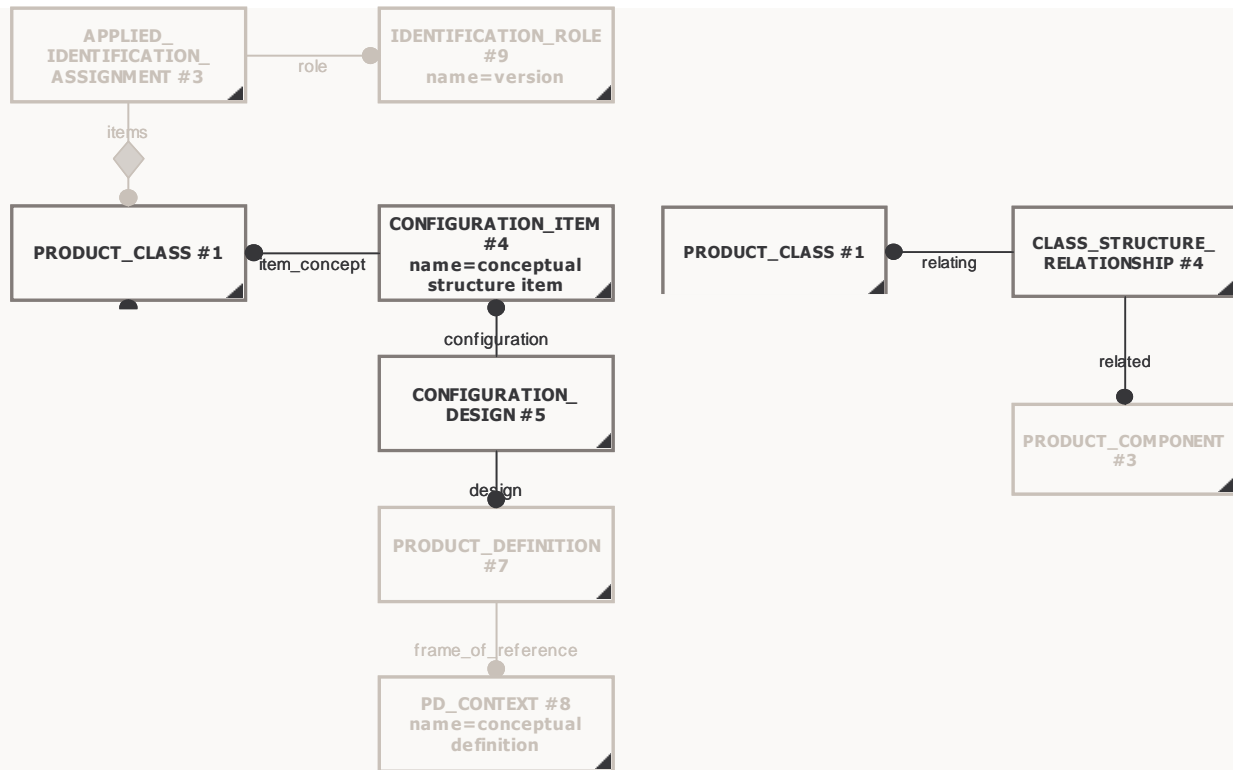 APPLIED_
IDENTIFICATION_
ASSIGNMENT #3
role
IDENTIFICATION_ROLE
#9
name=version
items
PRODUCT_CLASS #1
item_concept
CONFIGURATION_ITEM
#4
name=conceptual
structure item
configuration
CONFIGURATION_
DESIGN #5
design
PRODUCT_DEFINITION
#7
frame_of_reference
PD_CONTEXT #8
name=conceptual
definition
PRODUCT_CLASS #1
relating
CLASS_STRUCTURE_
RELATIONSHIP #4
related
PRODUCT_COMPONENT
#3